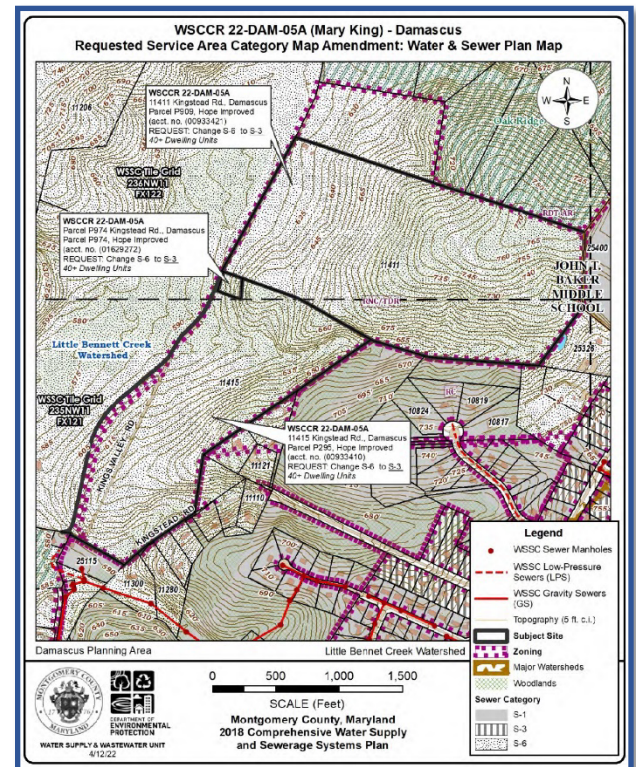 WSCCR 22-DAM-05A (Mary King) - Damascus
Requested Service Area Category Map Amendment: Water & Sewer Plan Map
WSCCR 22-DAM-05A
11411 Kingstead Rd., Damascus
Parcel P909, Hope Improved
(acct. no. (00933421)
REQUEST: Change S-6 to S-3
40+ Dwelling Units
N
W
E
S
11206
Oak Ridge
WSSC Tile Grid
236NW11
FX122
WSCCR 22-DAM-05A
Parcel P974 Kingstead Rd., Damascus
Parcel P974, Hope Improved
(acct. no. (01629272)
REQUEST: Change S-6 to S-3
40+ Dwelling Units
RDT-AR
25400
11411
JOHN T.
BAKER
MIDDLE
SCHOOL
RNC/TDR
Little Bennett Creek
Watershed
25326
WSSC Tile Grid
235NW11
FX121
11415
KINGS VALLEY RD
10819
10824
10817
WSCCR 22-DAM-05A
11415 Kingstead Rd., Damascus
Parcel P295, Hope Improved
(acct. no. (00933410)
REQUEST: Change S-6 to S-3
40+ Dwelling Units
11121
11110
KINGSTEAD RD
25115
11300
11280
Legend
WSSC Sewer Manholes
WSSC Low-Pressure
Sewers (LPS)
WSSC Gravity Sewers
(GS)
Topography (5 ft. c.i.)
Subject Site
Zoning
Major Watersheds
Woodlands
Sewer Category
S-1
S-3
S-6
Damascus Planning Area
Little Bennet Creek Watershed
MONTGOMERY COUNTY
MARYLAND
DEPARTMENT OF
ENVIRONMENTAL
PROTECTION
WATER SUPPLY & WASTEWATER UNIT
4/12/22
0 500 1,000 1,500
SCALE (Feet)
Montgomery County, Maryland
2018 Comprehensive Water Supply
and Sewerage Systems Plan